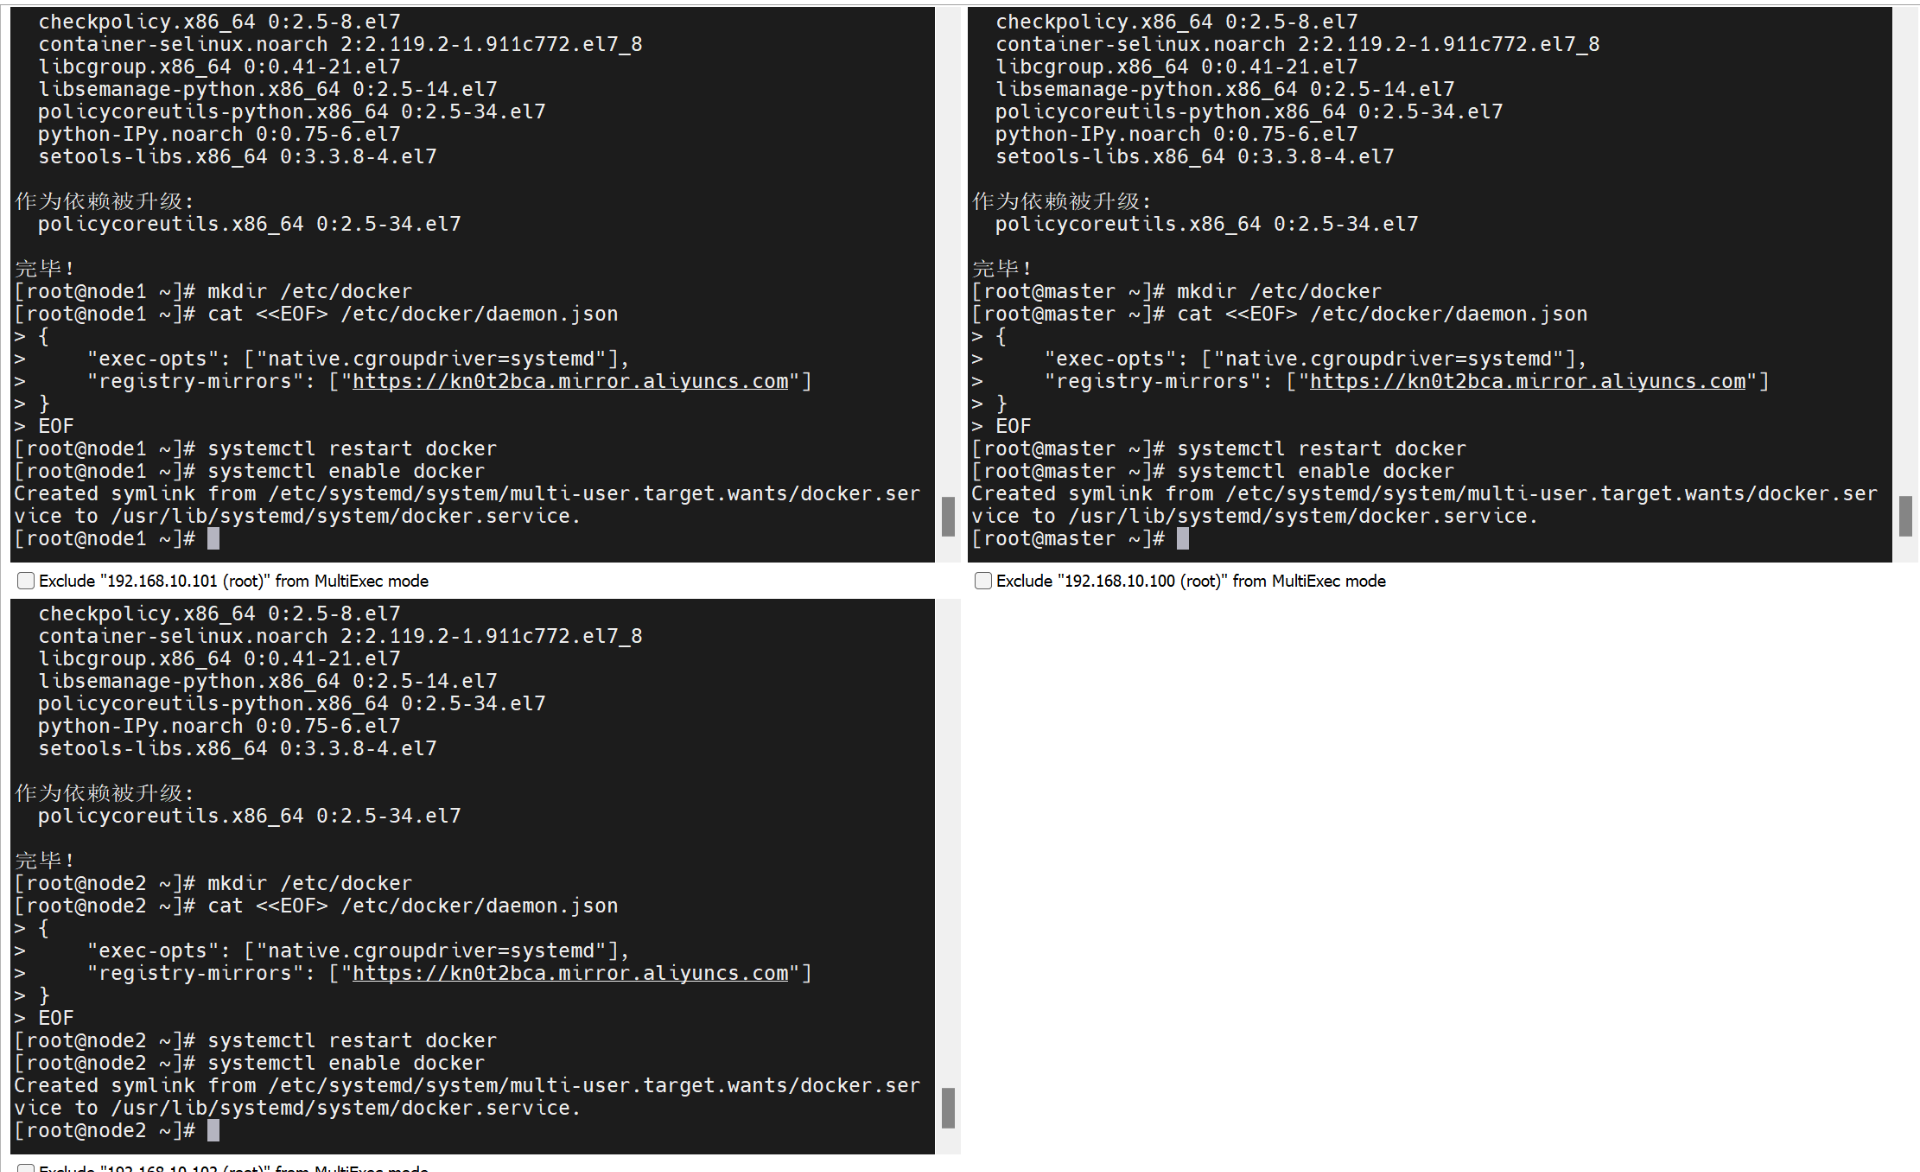 checkpolicy.x86_64 0:2.5-8.el7
container-selinux.noarch 2:2.119.2-1.911c772.el7_8
libcgroup.x86_64 0:0.41-21.el7
libsemanage-python.x86_64 0:2.5-14.el7
policycoreutils-python.x86_64 0:2.5-34.el7
python-IPy.noarch 0:0.75-6.el7
setools-libs.x86_64 0:3.3.8-4.el7
作为依赖被升级:
policycoreutils.x86_64 0:2.5-34.el7
完毕!
[root@node1 ~]# mkdir /etc/docker
[root@node1 ~]# cat <<EOF> /etc/docker/daemon.json
> {
>     "exec-opts": ["native.cgroupdriver=systemd"],
>     "registry-mirrors": ["https://kn0t2bca.mirror.aliyuncs.com"]
> }
> EOF
[root@node1 ~]# systemctl restart docker
[root@node1 ~]# systemctl enable docker
Created symlink from /etc/systemd/system/multi-user.target.wants/docker.ser
vice to /usr/lib/systemd/system/docker.service.
[root@node1 ~]#
Exclude "192.168.10.101 (root)" from MultiExec mode
checkpolicy.x86_64 0:2.5-8.el7
container-selinux.noarch 2:2.119.2-1.911c772.el7_8
libcgroup.x86_64 0:0.41-21.el7
libsemanage-python.x86_64 0:2.5-14.el7
policycoreutils-python.x86_64 0:2.5-34.el7
python-IPy.noarch 0:0.75-6.el7
setools-libs.x86_64 0:3.3.8-4.el7
作为依赖被升级:
policycoreutils.x86_64 0:2.5-34.el7
完毕!
[root@master ~]# mkdir /etc/docker
[root@master ~]# cat <<EOF> /etc/docker/daemon.json
> {
>     "exec-opts": ["native.cgroupdriver=systemd"],
>     "registry-mirrors": ["https://kn0t2bca.mirror.aliyuncs.com"]
> }
> EOF
[root@master ~]# systemctl restart docker
[root@master ~]# systemctl enable docker
Created symlink from /etc/systemd/system/multi-user.target.wants/docker.ser
vice to /usr/lib/systemd/system/docker.service.
[root@master ~]#
Exclude "192.168.10.100 (root)" from MultiExec mode
checkpolicy.x86_64 0:2.5-8.el7
container-selinux.noarch 2:2.119.2-1.911c772.el7_8
libcgroup.x86_64 0:0.41-21.el7
libsemanage-python.x86_64 0:2.5-14.el7
policycoreutils-python.x86_64 0:2.5-34.el7
python-IPy.noarch 0:0.75-6.el7
setools-libs.x86_64 0:3.3.8-4.el7
作为依赖被升级:
policycoreutils.x86_64 0:2.5-34.el7
完毕!
[root@node2 ~]# mkdir /etc/docker
[root@node2 ~]# cat <<EOF> /etc/docker/daemon.json
> {
>     "exec-opts": ["native.cgroupdriver=systemd"],
>     "registry-mirrors": ["https://kn0t2bca.mirror.aliyuncs.com"]
> }
> EOF
[root@node2 ~]# systemctl restart docker
[root@node2 ~]# systemctl enable docker
Created symlink from /etc/systemd/system/multi-user.target.wants/docker.ser
vice to /usr/lib/systemd/system/docker.service.
[root@node2 ~]#
Exclude "192.168.10.102 (root)" from MultiExec mode